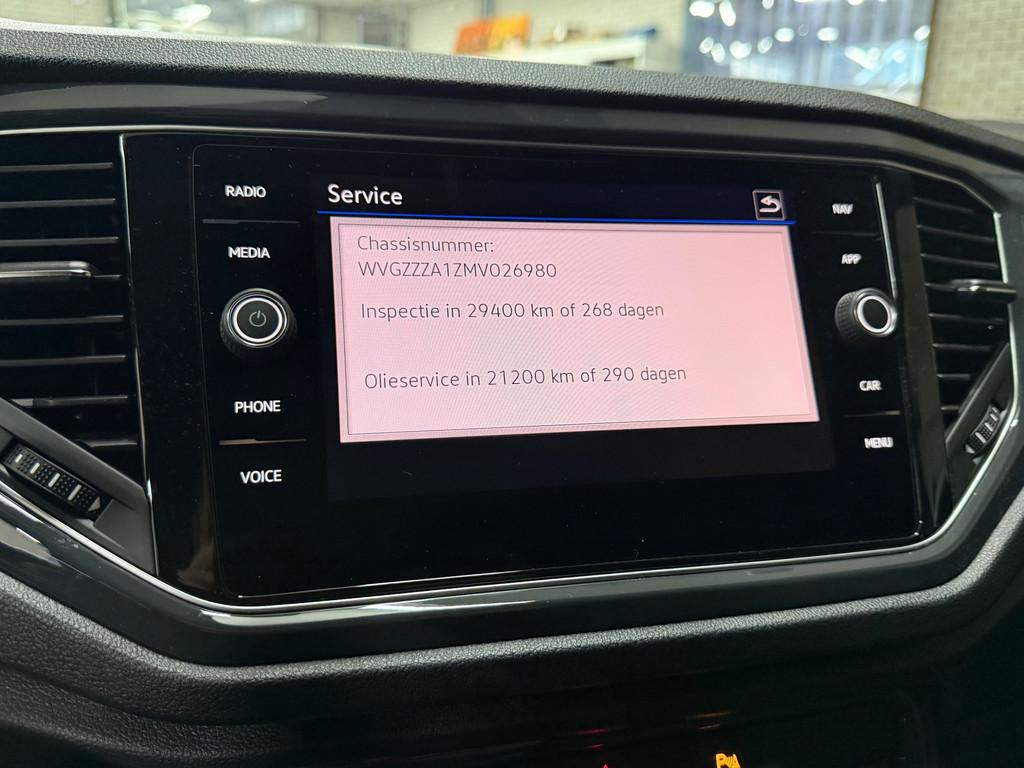 Service
RADIO
MEDIA
PHONE
VOICE
Chassisnummer:
WVGZZZA1ZMV026980
Inspectie in 29400 km of 268 dagen
Olieservice in 21200 km of 290 dagen
NAV
APP
CAR
MENU